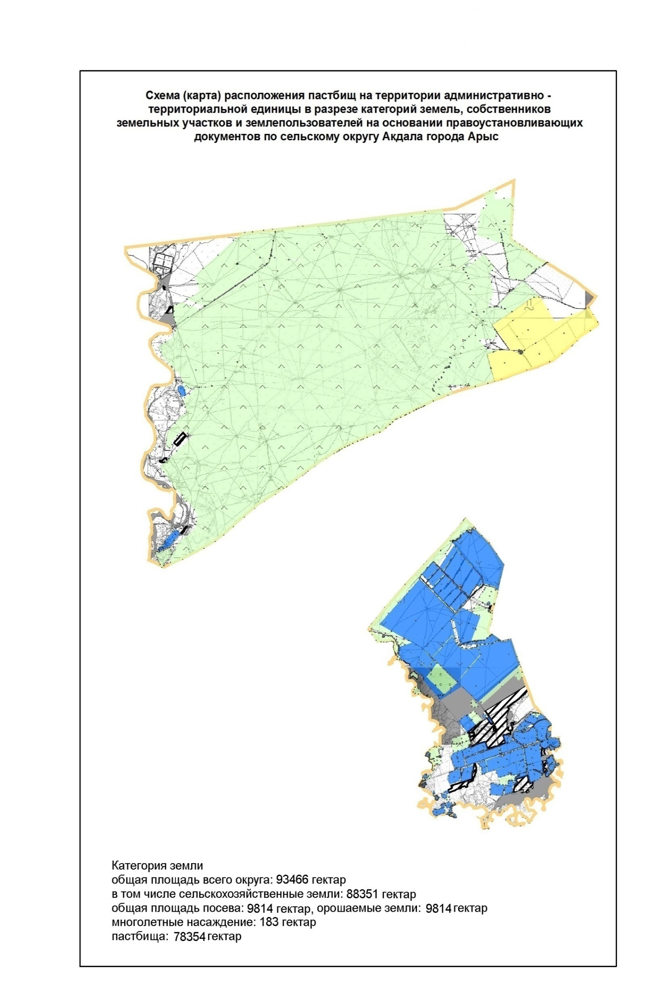 Схема (карта) расположения пастбищ на территории административно -
территориальной единицы в разрезе категорий земель, собственников
земельных участков и землепользователей на основании правоустановливающих
документов по сельскому округу Акдала города Арыс
Категория земли
общая площадь всего округа: 93466 гектар
в том числе сельскохозяйственные земли: 88351 гектар
общая площадь посева: 9814 гектар, орошаемые земли: 9814 гектар
многолетные насаждение: 183 гектар
пастбища: 78354 гектар